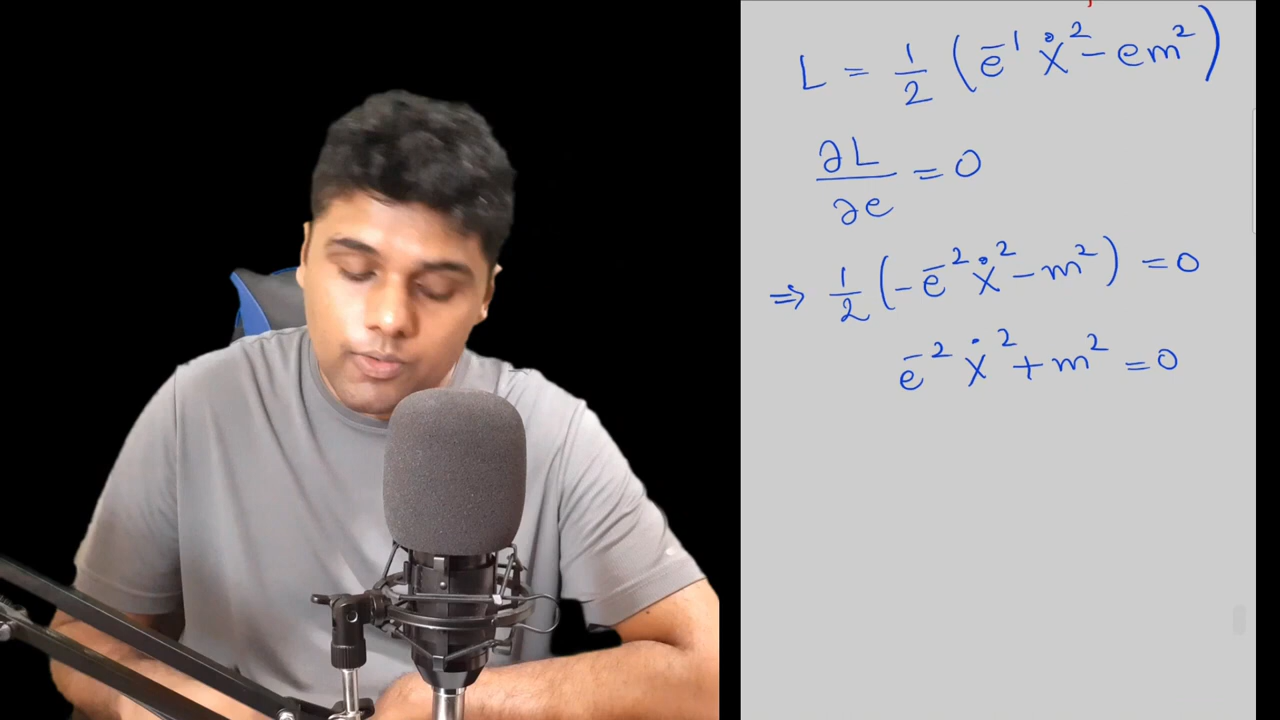 L = 1/2 (e⁻¹ ẋ² - em²)
∂L/∂e = 0
⇒ 1/2 (-e⁻² ẋ² - m²) = 0
e⁻² ẋ² + m² = 0